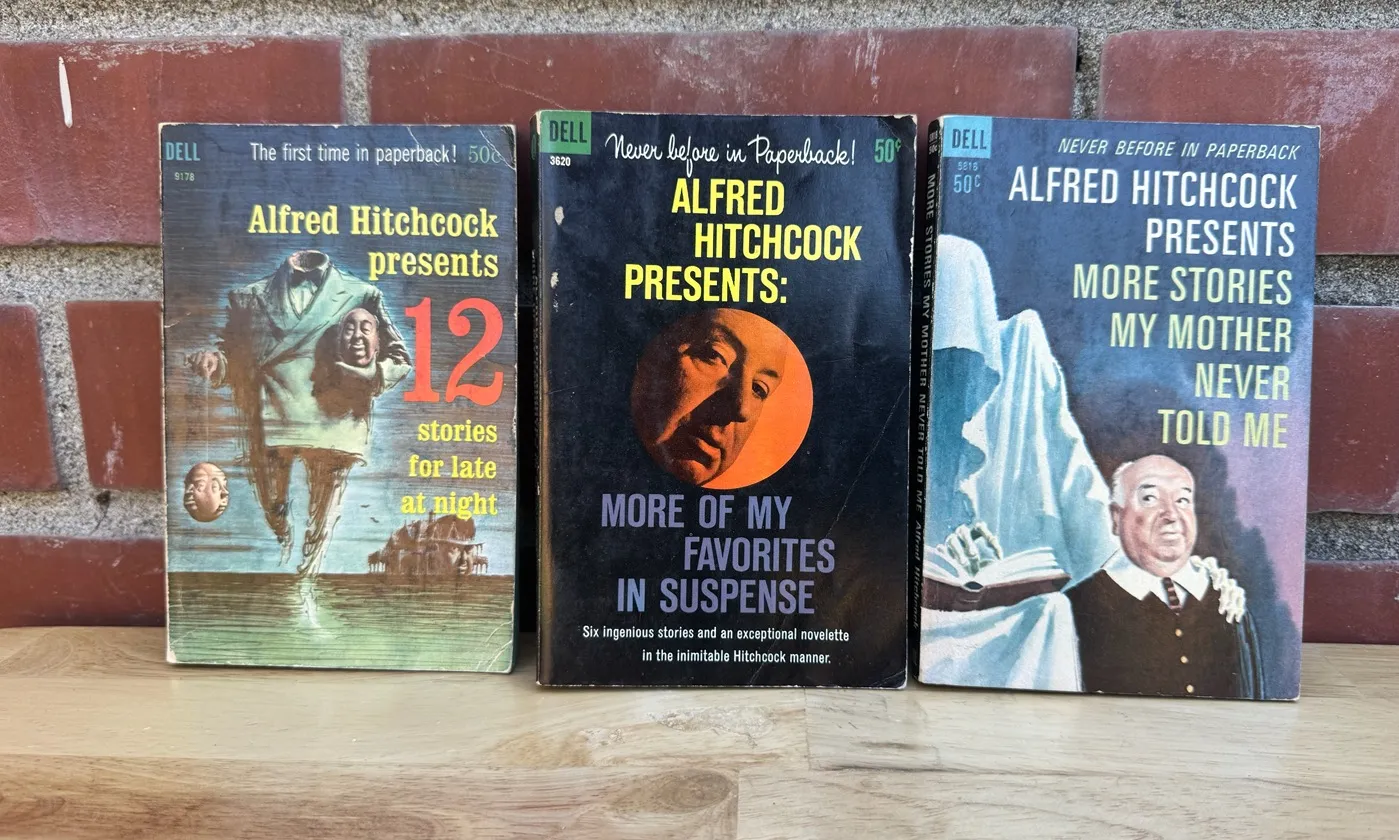 DELL
9178
The first time in paperback! 50¢
Alfred Hitchcock
presents
12
stories
for late
at night
DELL
3620
Never before in Paperback!
50¢
ALFRED
HITCHCOCK
PRESENTS:
MORE OF MY
FAVORITES
IN SUSPENSE
Six ingenious stories and an exceptional novelette
in the inimitable Hitchcock manner.
MORE STORIES MY MOTHER NEVER TOLD ME Alfred Hitchcock
DELL
5816
50¢
NEVER BEFORE IN PAPERBACK
ALFRED HITCHCOCK
PRESENTS
MORE STORIES
MY MOTHER
NEVER
TOLD ME